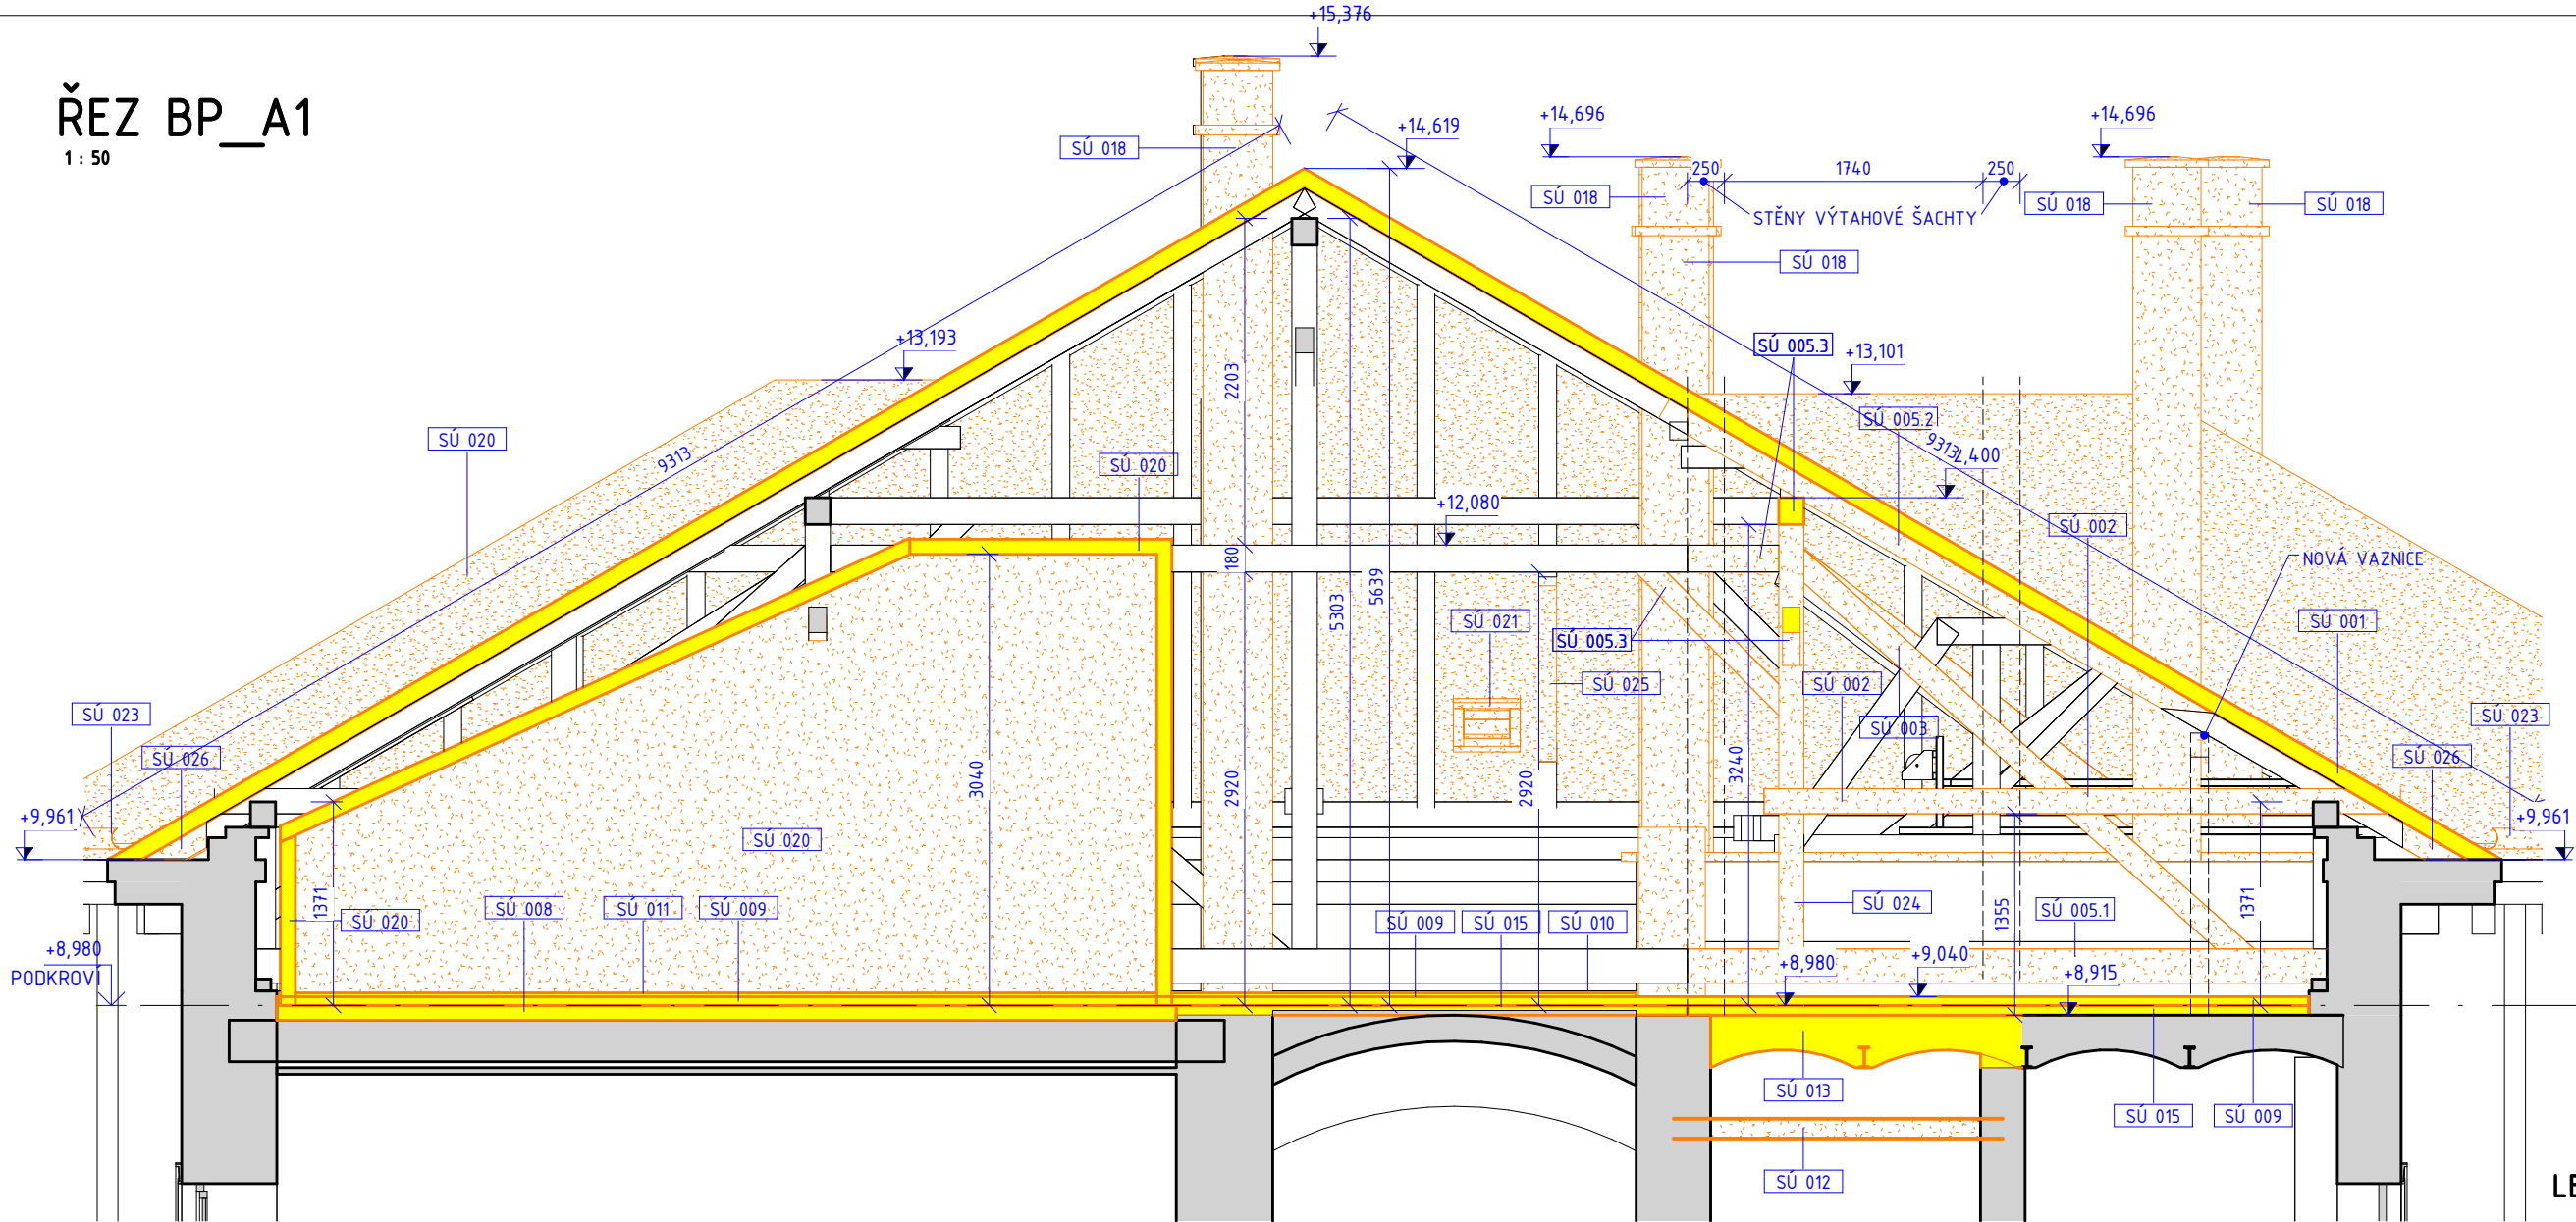 +15,376
ŘEZ BP_A1
1 : 50
SÚ 018
+14,619
+14,696
+14,696
250
1740
250
SÚ 018
STĚNY VÝTAHOVÉ ŠACHTY
SÚ 018
SÚ 018
SÚ 018
+13,193
SÚ 005.3
+13,101
2203
SÚ 020
9313
SÚ 020
SÚ 005.2
9313
2,400
+12,080
SÚ 002
180
5639
5303
NOVÁ VAZNICE
SÚ 021
SÚ 005.3
SÚ 001
SÚ 025
SÚ 002
SÚ 003
SÚ 023
SÚ 026
SÚ 023
SÚ 026
3040
2920
2920
3240
+9,961
+9,961
SÚ 020
1371
SÚ 020
SÚ 008
SÚ 011
SÚ 009
SÚ 009
SÚ 015
SÚ 010
SÚ 024
1355
SÚ 005.1
1371
+8,980
PODKROVÍ
+8,980
+9,040
+8,915
SÚ 013
SÚ 015
SÚ 009
SÚ 012
LE